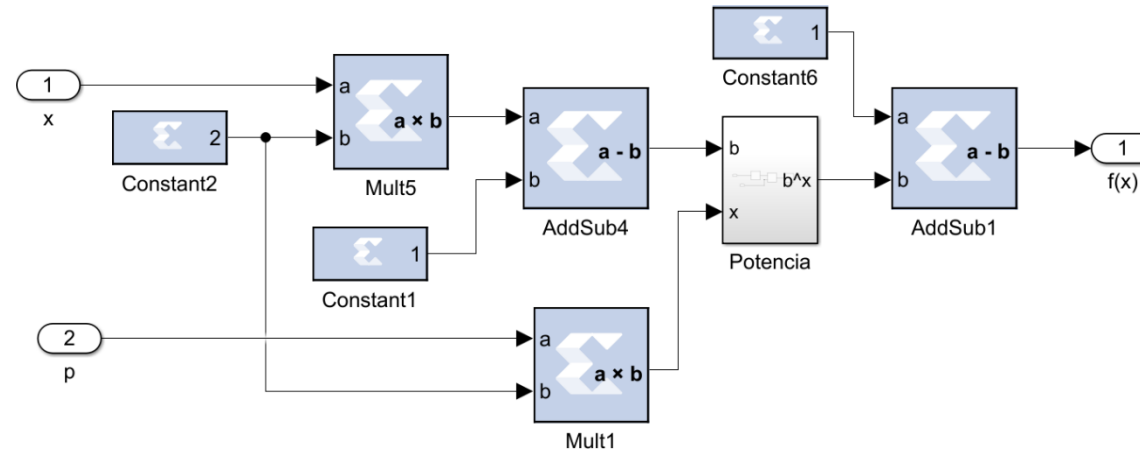 1
x
2
Constant2
a
b
a × b
Mult5
1
Constant1
a
b
a - b
AddSub4
2
p
a
b
a × b
Mult1
b
x
b^x
Potencia
1
Constant6
a
b
a - b
AddSub1
1
f(x)